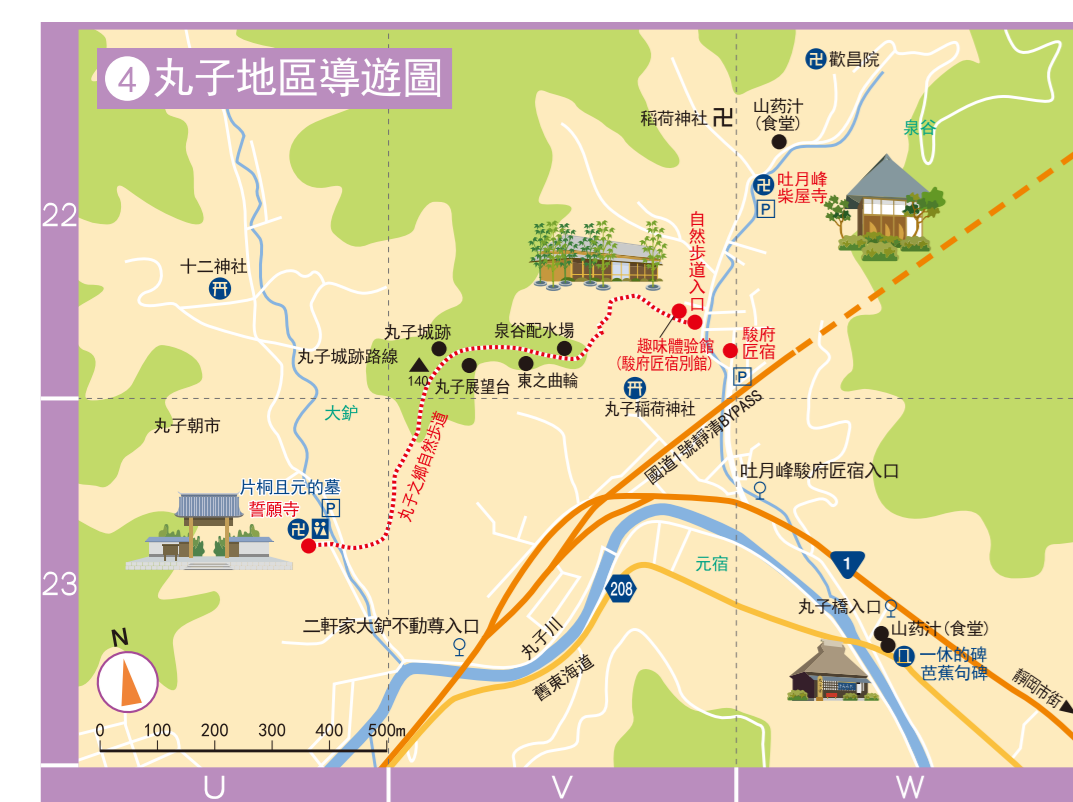 4 丸子地區導遊圖
卍 歡昌院
山药汁
(食堂)
稻荷神社 卍
泉谷
卍 吐月峰
柴屋寺
P
22
自然步道入口
十二神社
丸子城跡
泉谷配水場
駿府
匠宿
趣味體验館
(駿府匠宿別館)
丸子城跡路線
140
丸子展望台
東之曲輪
P
丸子稻荷神社
大鈩
丸子朝市
丸子之鄉自然步道
國道1號靜清BYPASS
吐月峰駿府匠宿入口
片桐且元的墓
誓願寺
P
卍
元宿
1
23
208
丸子橋入口
二軒家大鈩不動尊入口
丸子川
山药汁(食堂)
一休的碑
芭蕉句碑
舊東海道
靜岡市街
N
0 100 200 300 400 500m
U V W